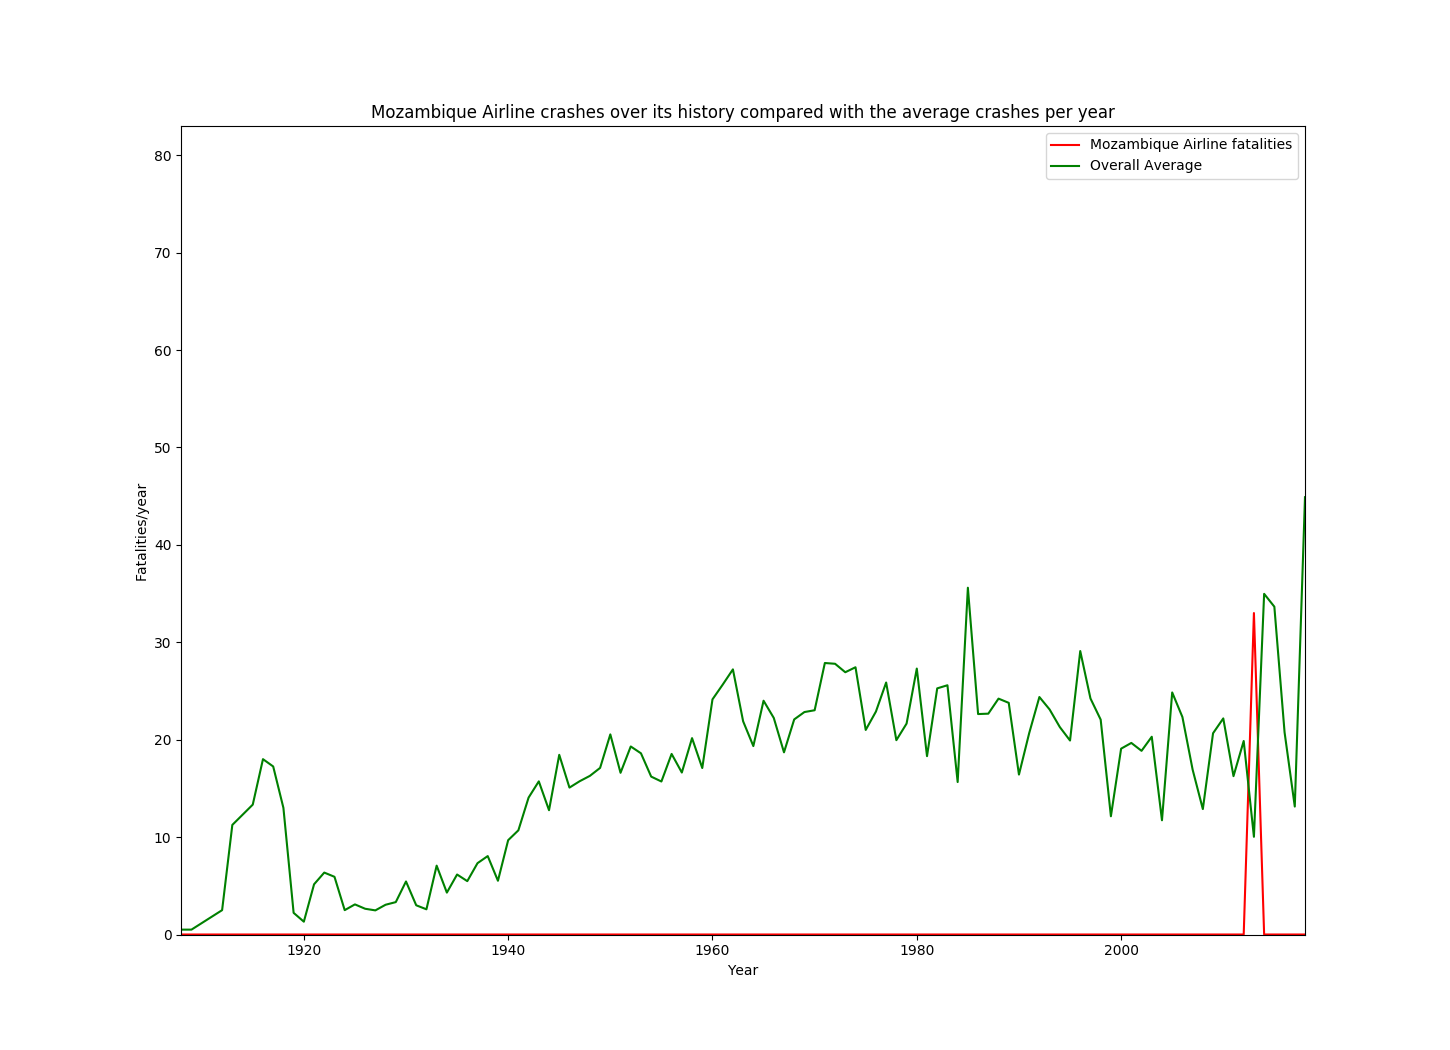 Mozambique Airline crashes over its history compared with the average crashes per year
Mozambique Airline fatalities
Overall Average
80
70
60
50
40
30
20
10
0
Fatalities/year
1920 1940 1960 1980 2000
Year